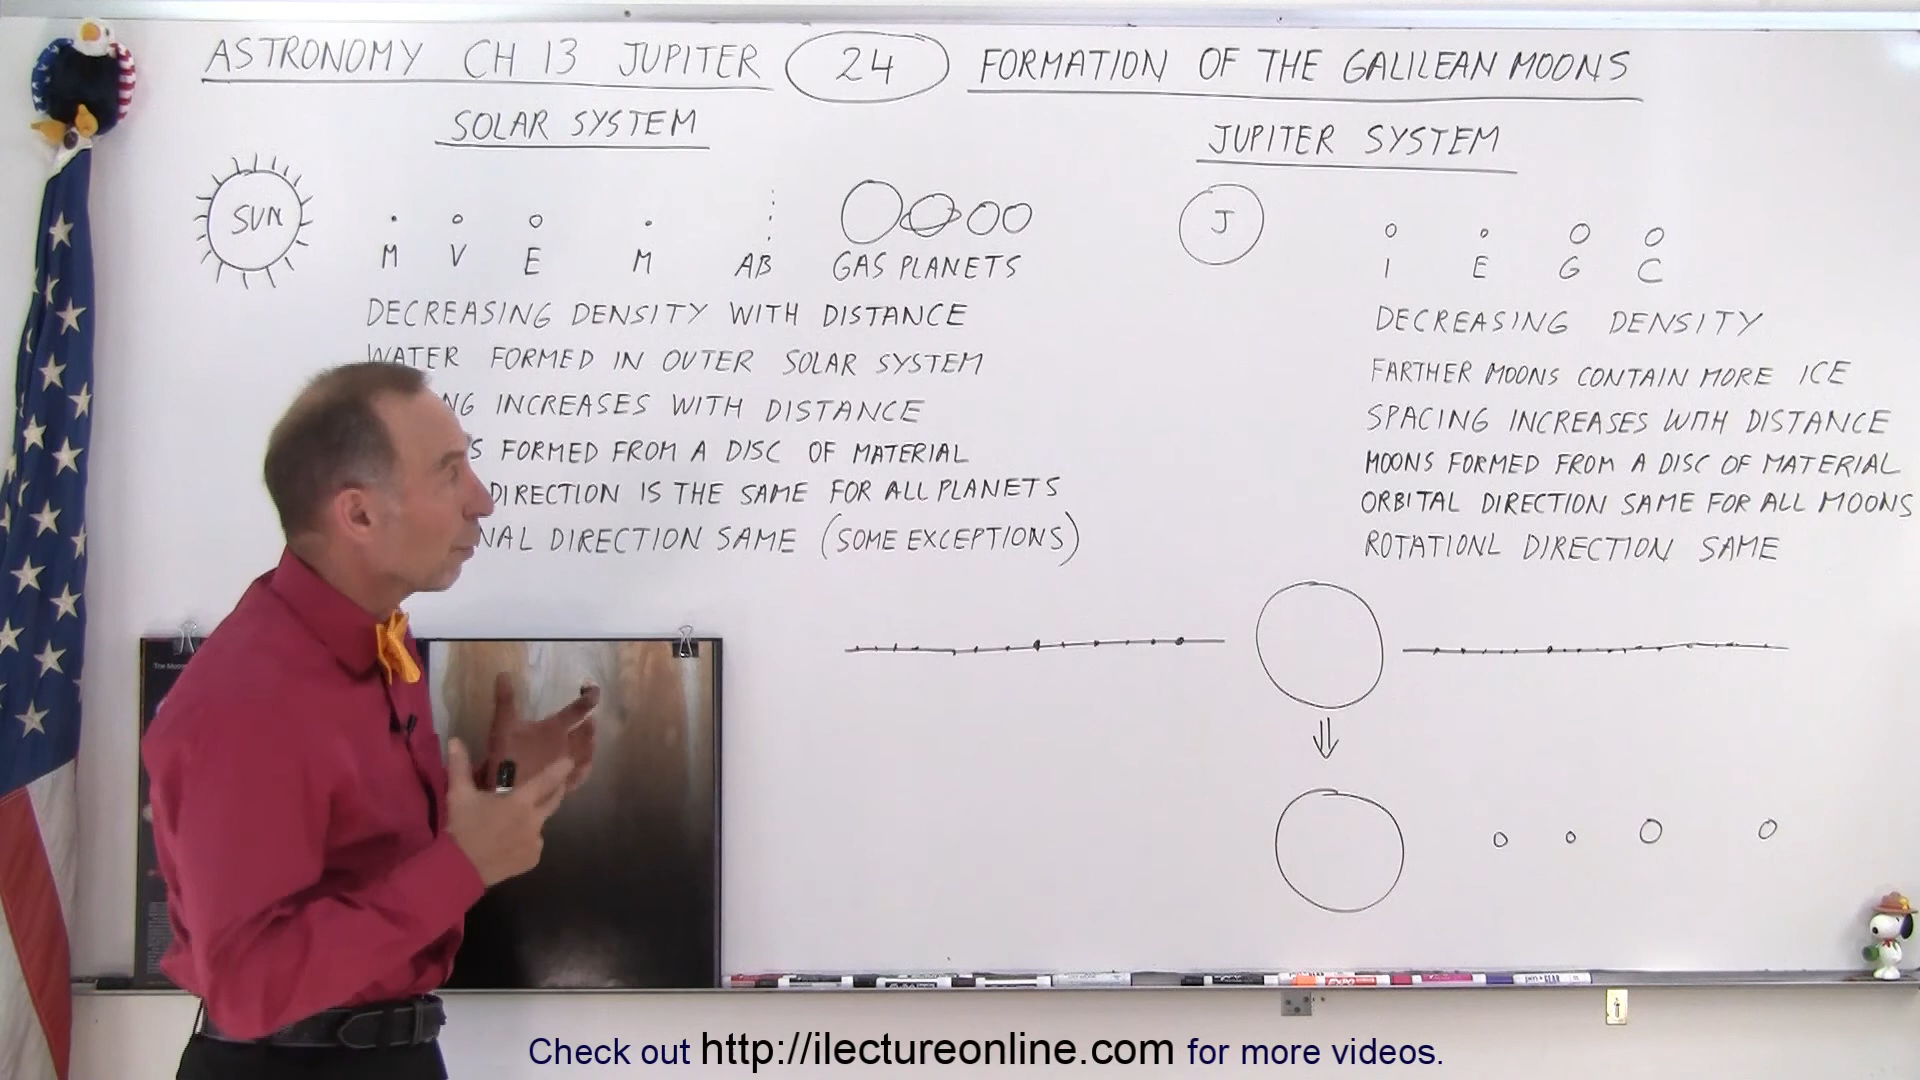 ASTRONOMY CH 13 JUPITER 24 FORMATION OF THE GALILEAN MOONS
SOLAR SYSTEM
SUN
M V E M AB GAS PLANETS
DECREASING DENSITY WITH DISTANCE
WATER FORMED IN OUTER SOLAR SYSTEM
NG INCREASES WITH DISTANCE
S FORMED FROM A DISC OF MATERIAL
DIRECTION IS THE SAME FOR ALL PLANETS
NAL DIRECTION SAME (SOME EXCEPTIONS)
JUPITER SYSTEM
J
I E G C
DECREASING DENSITY
FARTHER MOONS CONTAIN MORE ICE
SPACING INCREASES WITH DISTANCE
MOONS FORMED FROM A DISC OF MATERIAL
ORBITAL DIRECTION SAME FOR ALL MOONS
ROTATIONL DIRECTION SAME
Check out http://ilectureonline.com for more videos.